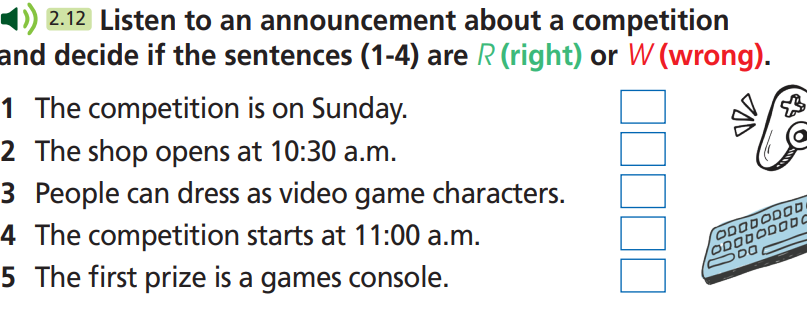 2.12 Listen to an announcement about a competition
and decide if the sentences (1-4) are R (right) or W (wrong).
1 The competition is on Sunday.
2 The shop opens at 10:30 a.m.
3 People can dress as video game characters.
4 The competition starts at 11:00 a.m.
5 The first prize is a games console.